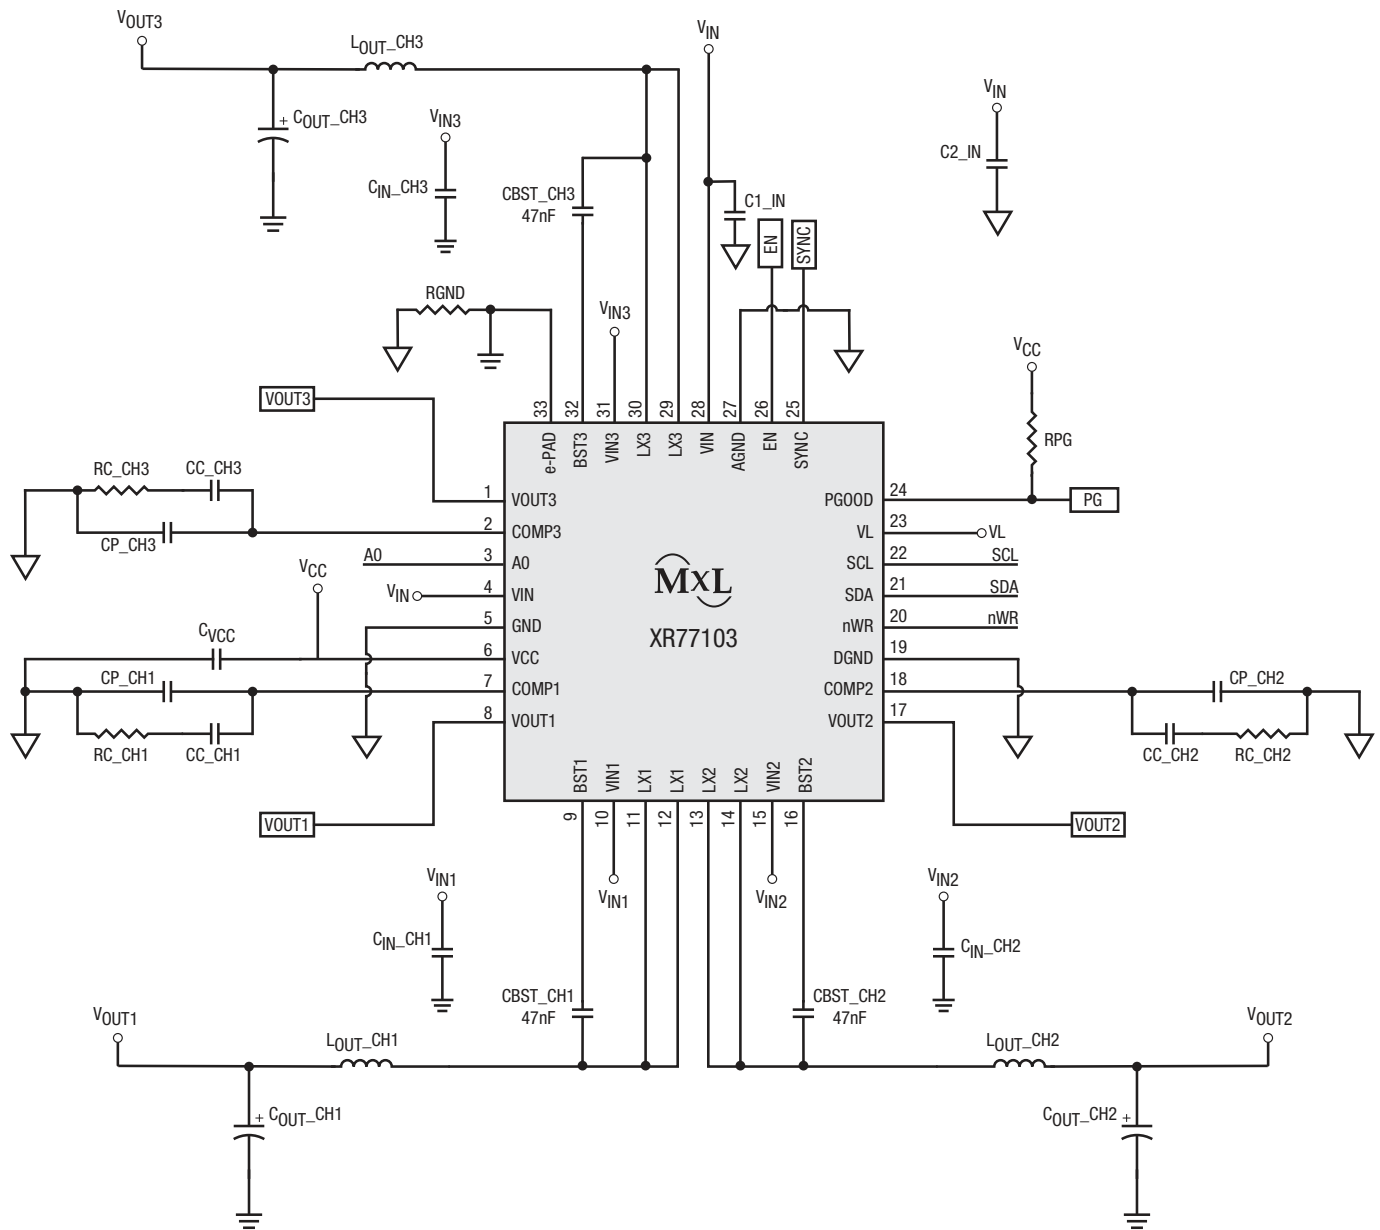 VOUT3
LOUT_CH3
VIN
+ COUT_CH3
VIN3
CIN_CH3
CBST_CH3
47nF
C1_IN
EN
SYNC
VIN
C2_IN
RGND
VIN3
VCC
RPG
PG
VOUT3
33
32
31
30
29
28
27
26
25
e-PAD
BST3
VIN3
LX3
LX3
VIN
AGND
EN
SYNC
RC_CH3
CC_CH3
CP_CH3
A0
VIN
VCC
CVCC
CP_CH1
RC_CH1
CC_CH1
VOUT1
1 VOUT3
2 COMP3
3 A0
4 VIN
5 GND
6 VCC
7 COMP1
8 VOUT1
MxL
XR77103
PGOOD 24
VL 23
SCL 22
SDA 21
nWR 20
DGND 19
COMP2 18
VOUT2 17
VL
SCL
SDA
nWR
CP_CH2
CC_CH2
RC_CH2
VOUT2
BST1
VIN1
LX1
LX1
LX2
LX2
VIN2
BST2
9
10
11
12
13
14
15
16
VIN1
VIN2
VIN1
CIN_CH1
VIN2
CIN_CH2
CBST_CH1
47nF
CBST_CH2
47nF
VOUT1
LOUT_CH1
+ COUT_CH1
LOUT_CH2
VOUT2
COUT_CH2 +